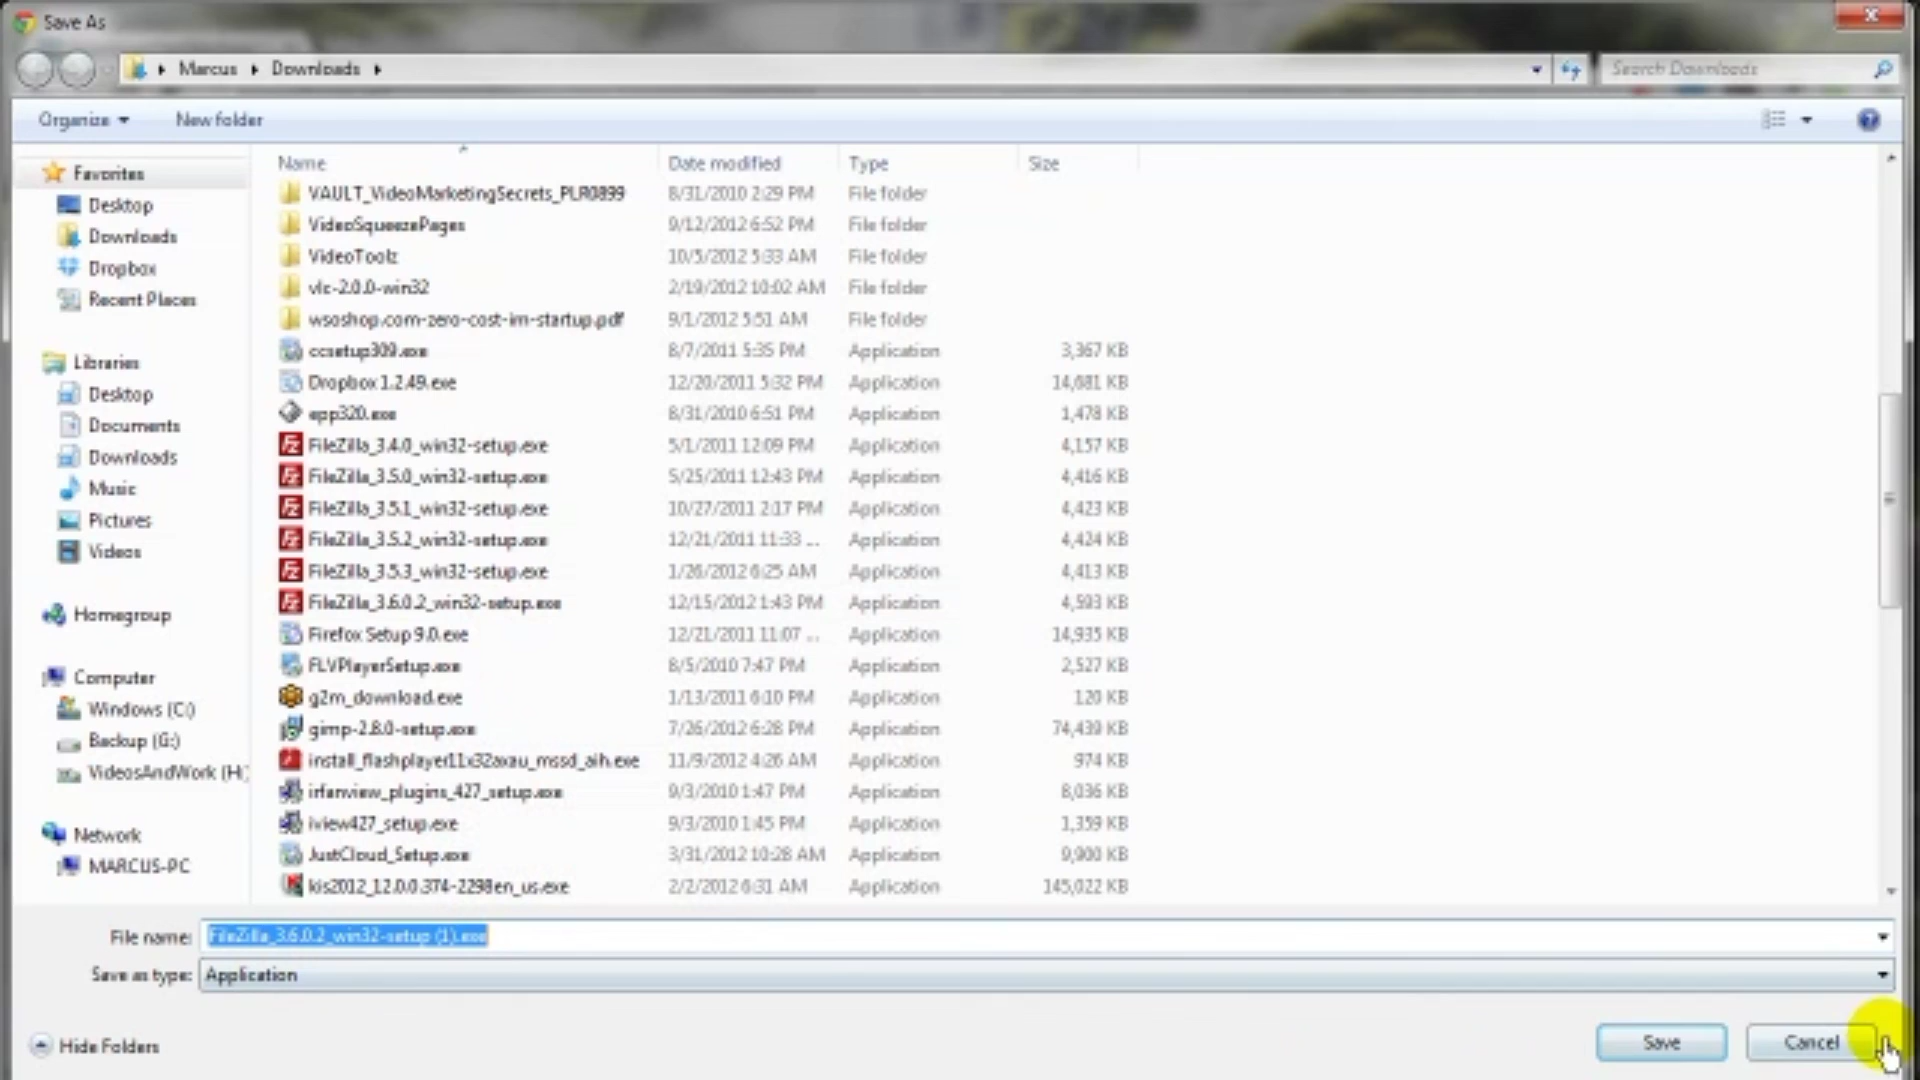 Save As
Marcus Downloads
Search Downloads
Organize New folder
Name Date modified Type Size
VAULT_VideoMarketingSecrets_PLR0899 8/31/2010 2:29 PM File folder
VideoSqueezePages 9/12/2012 6:52 PM File folder
VideoToolz 10/5/2012 5:33 AM File folder
vlc-2.0.0-win32 2/19/2012 10:02 AM File folder
wsoshop.com-zero-cost-im-startup.pdf 9/1/2012 5:51 AM File folder
ccsetup309.exe 8/7/2011 5:35 PM Application 3,367 KB
Dropbox 1.2.49.exe 12/20/2011 5:32 PM Application 14,681 KB
epp320.exe 8/31/2010 6:51 PM Application 1,478 KB
FileZilla_3.4.0_win32-setup.exe 5/1/2011 12:09 PM Application 4,157 KB
FileZilla_3.5.0_win32-setup.exe 5/25/2011 12:43 PM Application 4,416 KB
FileZilla_3.5.1_win32-setup.exe 10/27/2011 2:17 PM Application 4,423 KB
FileZilla_3.5.2_win32-setup.exe 12/21/2011 11:33 ... Application 4,424 KB
FileZilla_3.5.3_win32-setup.exe 1/26/2012 6:25 AM Application 4,413 KB
FileZilla_3.6.0.2_win32-setup.exe 12/15/2012 1:43 PM Application 4,593 KB
Firefox Setup 9.0.exe 12/21/2011 11:07 ... Application 14,935 KB
FLVPlayerSetup.exe 8/5/2010 7:47 PM Application 2,527 KB
g2m_download.exe 1/13/2011 6:10 PM Application 120 KB
gimp-2.8.0-setup.exe 7/26/2012 6:28 PM Application 74,439 KB
install_flashplayer11x32axau_mssd_aih.exe 11/9/2012 4:26 AM Application 974 KB
irfanview_plugins_427_setup.exe 9/3/2010 1:47 PM Application 8,036 KB
iview427_setup.exe 9/3/2010 1:45 PM Application 1,359 KB
JustCloud_Setup.exe 3/31/2012 10:28 AM Application 9,900 KB
kis2012_12.0.0.374-2298en_us.exe 2/2/2012 6:31 AM Application 145,022 KB
Favorites
Desktop
Downloads
Dropbox
Recent Places
Libraries
Desktop
Documents
Downloads
Music
Pictures
Videos
Homegroup
Computer
Windows (C:)
Backup (G:)
VideosAndWork (H:)
Network
MARCUS-PC
File name: FileZilla_3.6.0.2_win32-setup (1).exe
Save as type: Application
Hide Folders
Save Cancel